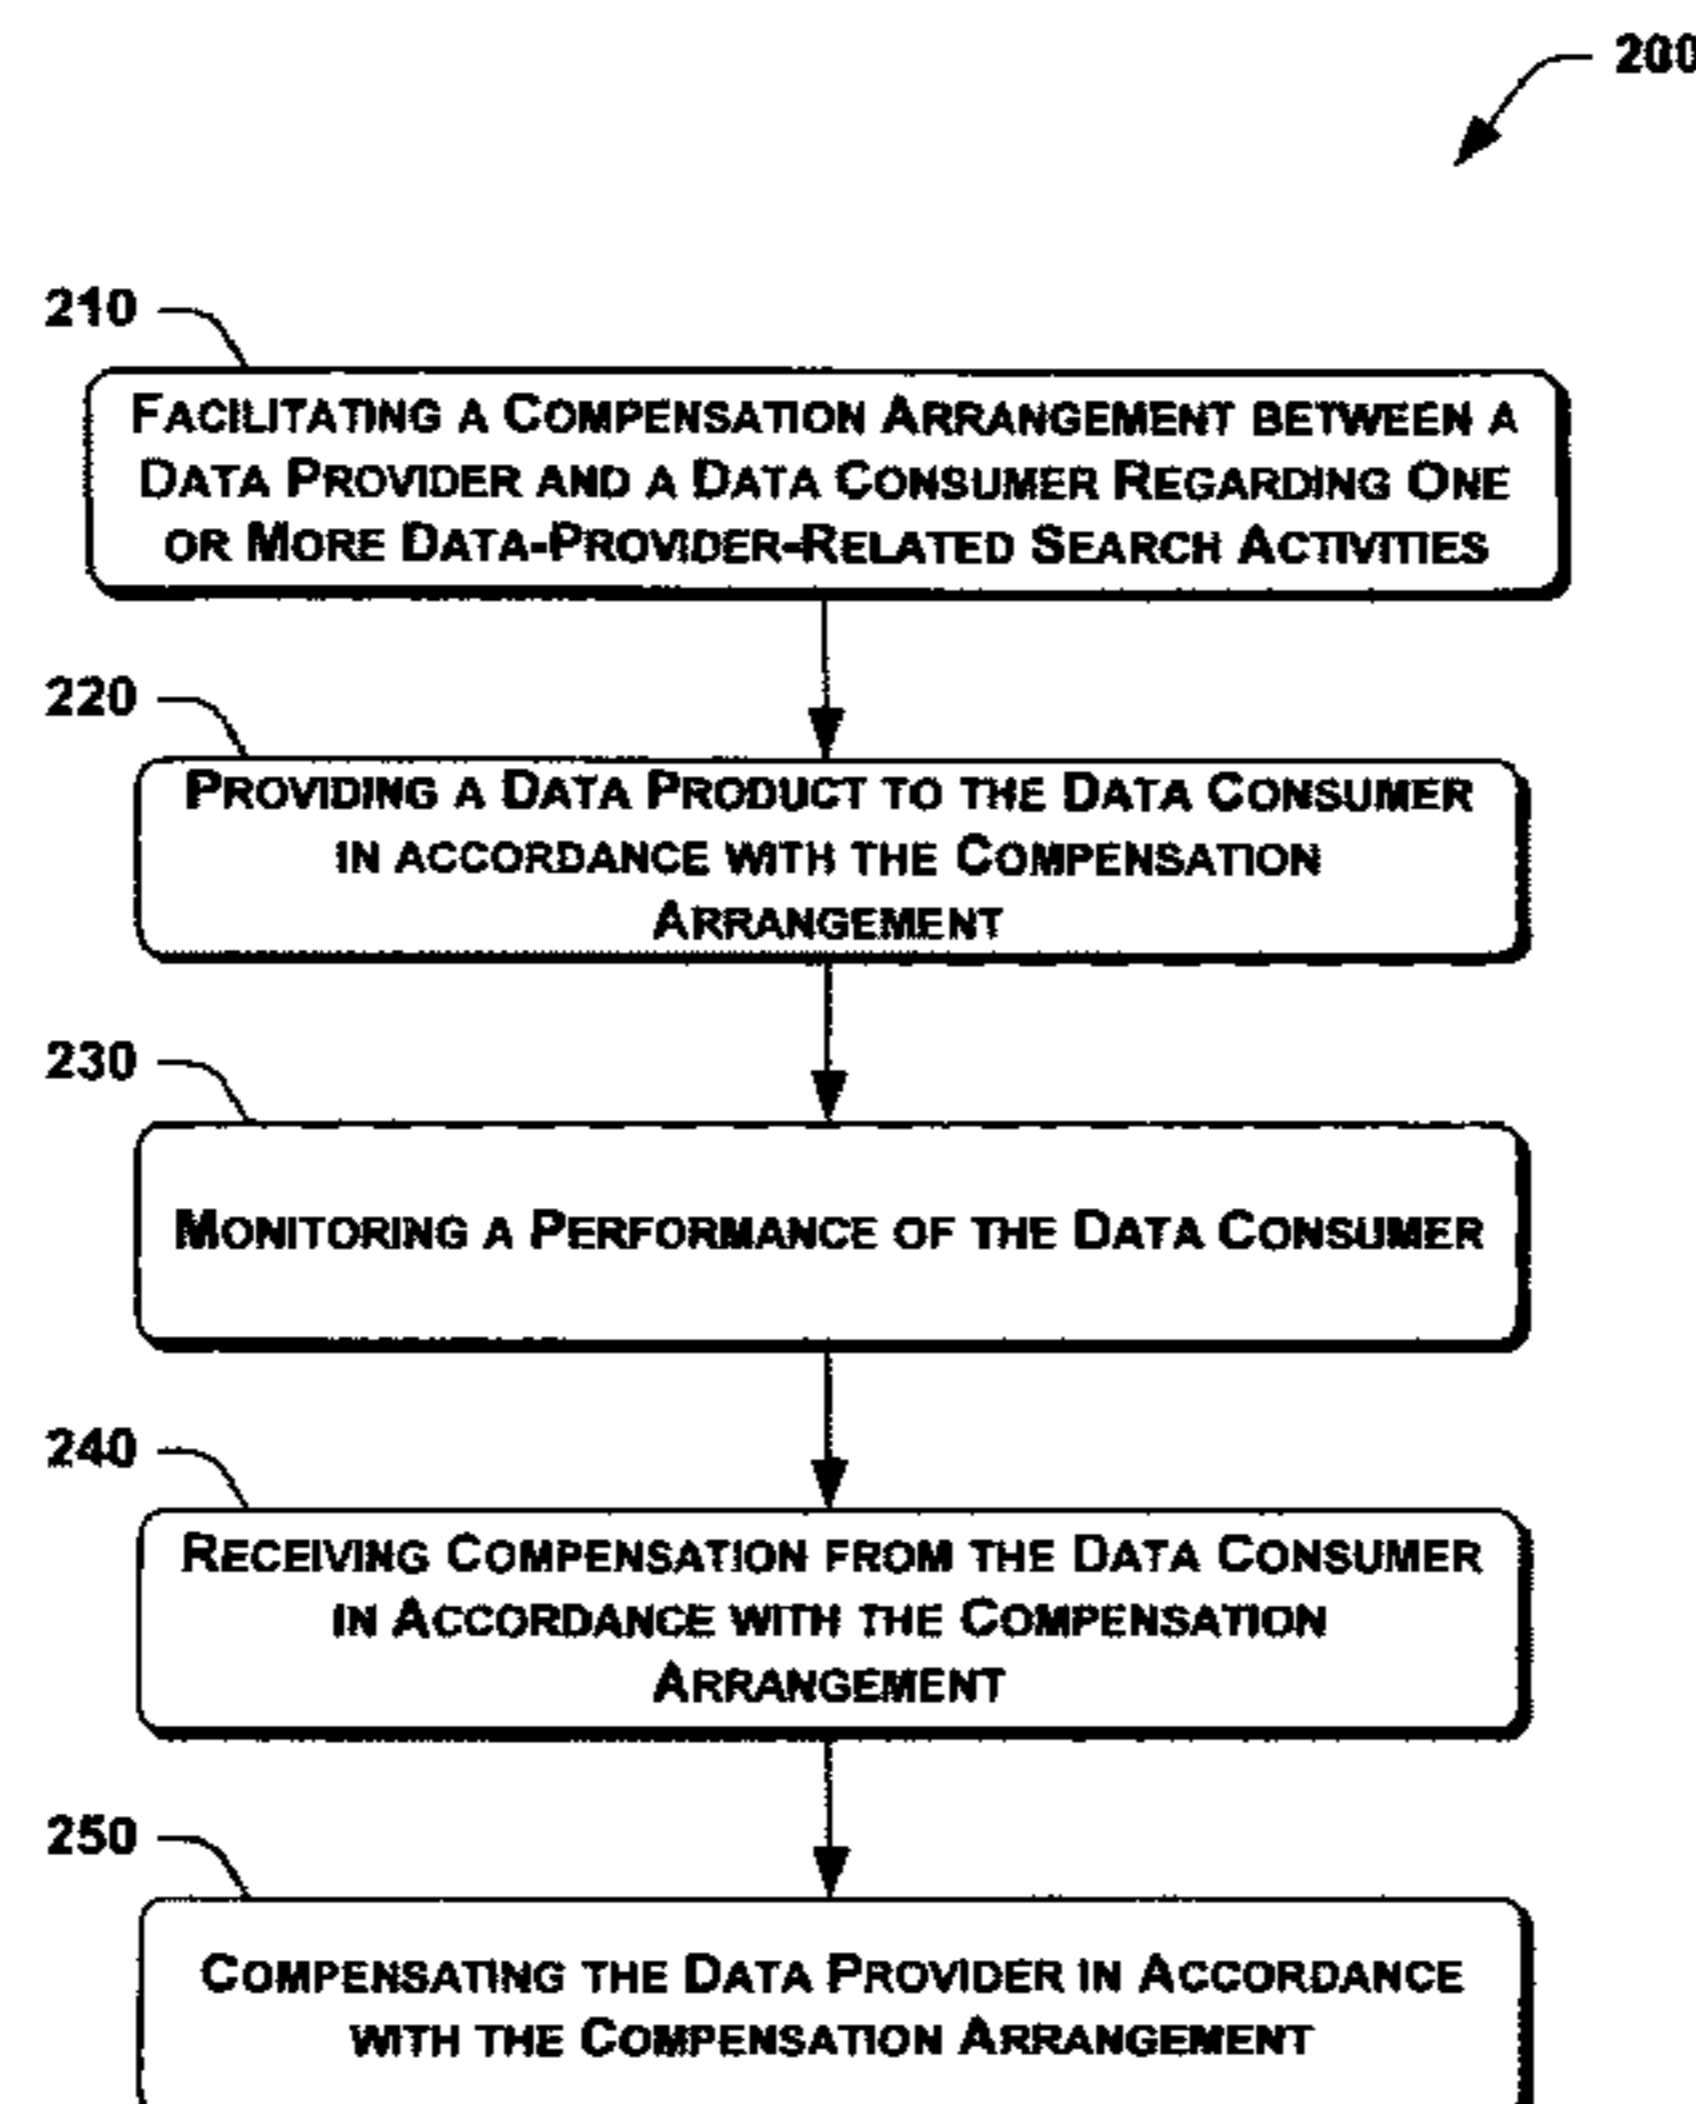 200
210
FACILITATING A COMPENSATION ARRANGEMENT BETWEEN A
DATA PROVIDER AND A DATA CONSUMER REGARDING ONE
OR MORE DATA-PROVIDER-RELATED SEARCH ACTIVITIES
220
PROVIDING A DATA PRODUCT TO THE DATA CONSUMER
IN ACCORDANCE WITH THE COMPENSATION
ARRANGEMENT
230
MONITORING A PERFORMANCE OF THE DATA CONSUMER
240
RECEIVING COMPENSATION FROM THE DATA CONSUMER
IN ACCORDANCE WITH THE COMPENSATION
ARRANGEMENT
250
COMPENSATING THE DATA PROVIDER IN ACCORDANCE
WITH THE COMPENSATION ARRANGEMENT